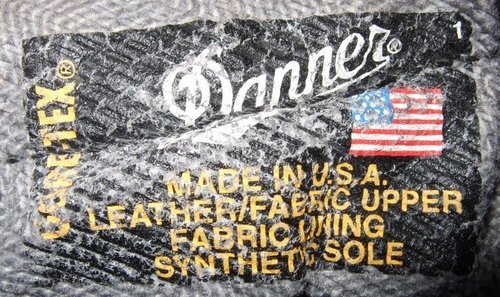 Danner®
1
GORE-TEX®
MADE IN U.S.A.
LEATHER/FABRIC UPPER
FABRIC LINING
SYNTHETIC SOLE